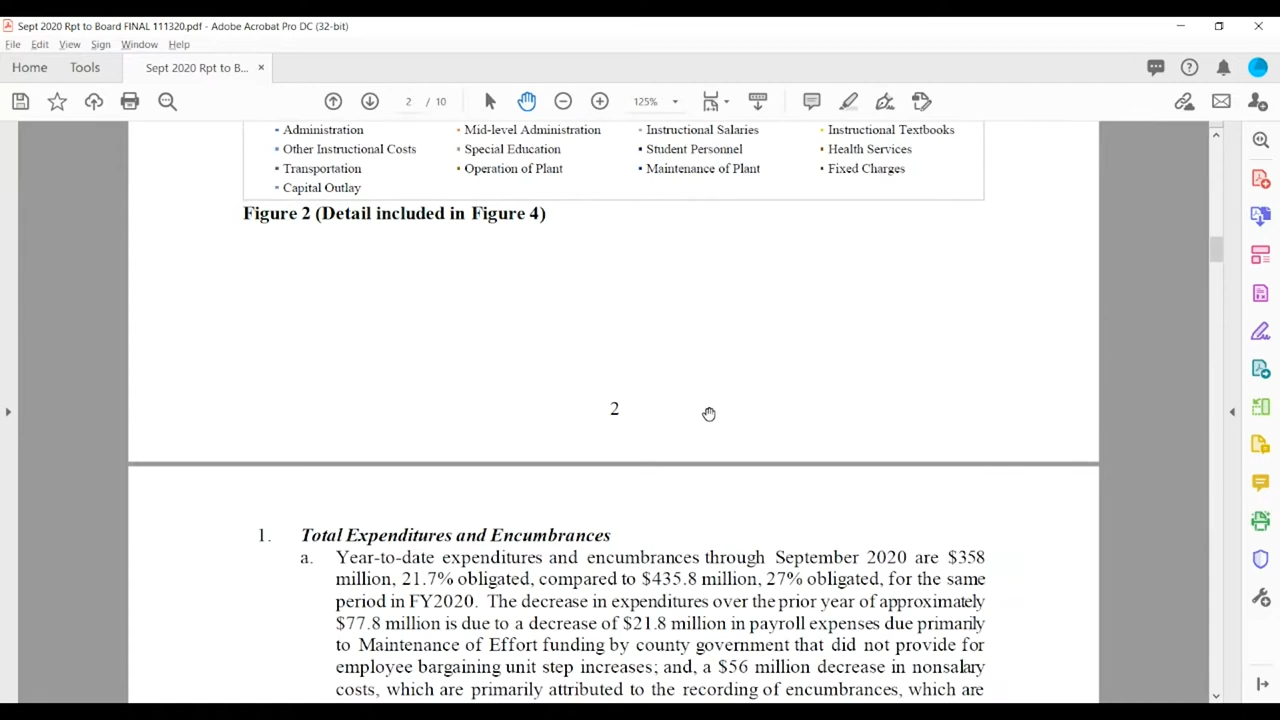 Sept 2020 Rpt to Board FINAL 111320.pdf - Adobe Acrobat Pro DC (32-bit)
File Edit View Sign Window Help
Home Tools Sept 2020 Rpt to B... ×
2 / 10 125%
Administration Mid-level Administration Instructional Salaries Instructional Textbooks
Other Instructional Costs Special Education Student Personnel Health Services
Transportation Operation of Plant Maintenance of Plant Fixed Charges
Capital Outlay
Figure 2 (Detail included in Figure 4)
2
1. Total Expenditures and Encumbrances
a. Year-to-date expenditures and encumbrances through September 2020 are $358
million, 21.7% obligated, compared to $435.8 million, 27% obligated, for the same
period in FY2020. The decrease in expenditures over the prior year of approximately
$77.8 million is due to a decrease of $21.8 million in payroll expenses due primarily
to Maintenance of Effort funding by county government that did not provide for
employee bargaining unit step increases; and, a $56 million decrease in nonsalary
costs, which are primarily attributed to the recording of encumbrances, which are